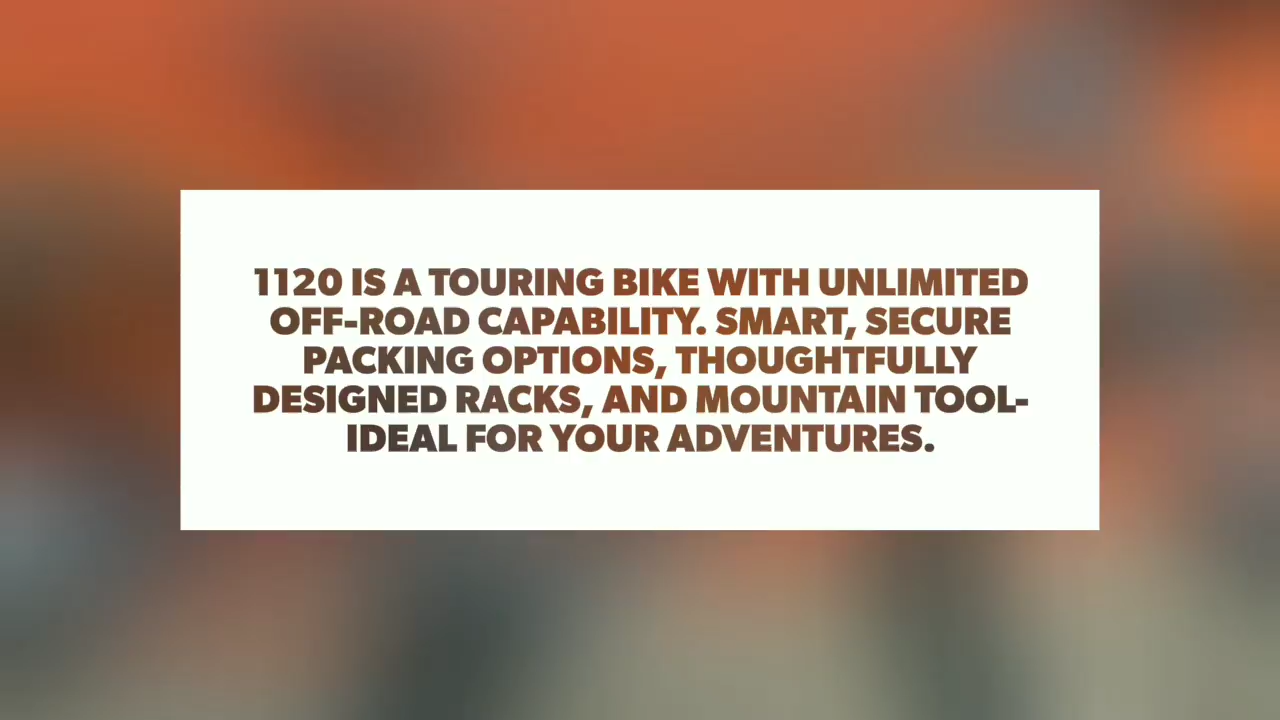 1120 IS A TOURING BIKE WITH UNLIMITED
OFF-ROAD CAPABILITY. SMART, SECURE
PACKING OPTIONS, THOUGHTFULLY
DESIGNED RACKS, AND MOUNTAIN TOOL-
IDEAL FOR YOUR ADVENTURES.